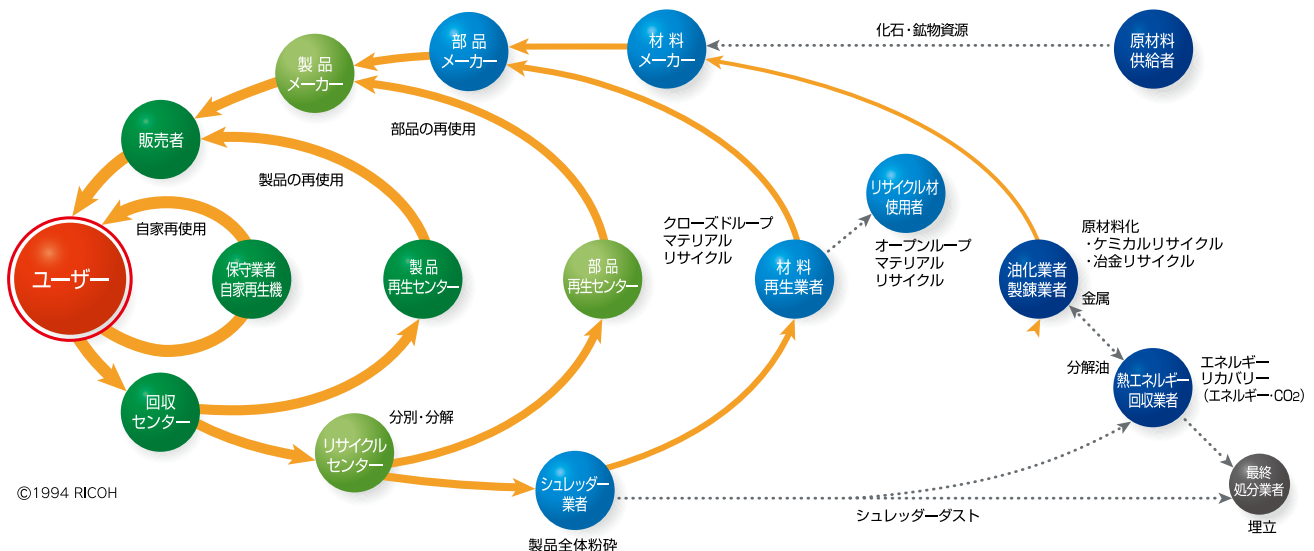 化石・鉱物資源
部 品
メーカー
材 料
メーカー
原材料
供給者
製 品
メーカー
部品の再使用
販売者
製品の再使用
リサイクル材
使用者
自家再使用
クローズドループ
マテリアル
リサイクル
オープンループ
マテリアル
リサイクル
原材料化
・ケミカルリサイクル
・冶金リサイクル
ユーザー
保守業者
自家再生機
製 品
再生センター
部 品
再生センター
材 料
再生業者
油化業者
製錬業者
金属
分解油
熱エネルギー
回収業者
エネルギー
リカバリー
（エネルギー・CO2）
回収
センター
分別・分解
リサイクル
センター
シュレッダー
業者
製品全体粉砕
シュレッダーダスト
最終
処分業者
埋立
©1994 RICOH